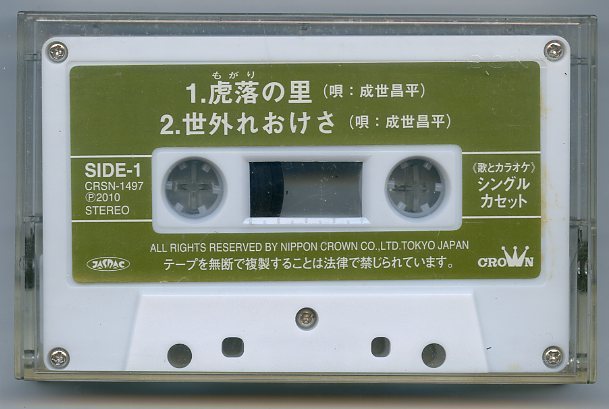 もがり
1.虎落の里 (唄：成世昌平)
2.世外れおけさ (唄：成世昌平)
SIDE-1
CRSN-1497
Ⓟ2010
STEREO
《歌とカラオケ》
シングル
カセット
ALL RIGHTS RESERVED BY NIPPON CROWN CO.,LTD.TOKYO JAPAN
テープを無断で複製することは法律で禁じられています。
JASRAC
CROWN